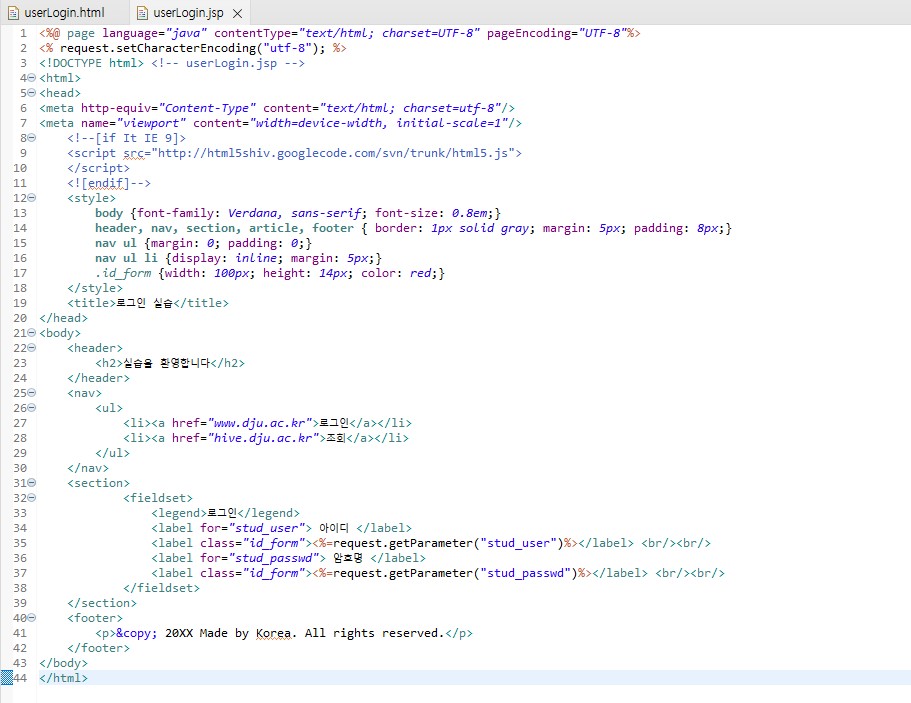 userLogin.html userLogin.jsp
1 <%@ page language="java" contentType="text/html; charset=UTF-8" pageEncoding="UTF-8"%>
2 <% request.setCharacterEncoding("utf-8"); %>
3 <!DOCTYPE html> <!-- userLogin.jsp -->
4 <html>
5 <head>
6 <meta http-equiv="Content-Type" content="text/html; charset=utf-8"/>
7 <meta name="viewport" content="width=device-width, initial-scale=1"/>
8 <!--[if It IE 9]>
9 <script src="http://html5shiv.googlecode.com/svn/trunk/html5.js">
10 </script>
11 <![endif]-->
12 <style>
13 body {font-family: Verdana, sans-serif; font-size: 0.8em;}
14 header, nav, section, article, footer { border: 1px solid gray; margin: 5px; padding: 8px;}
15 nav ul {margin: 0; padding: 0;}
16 nav ul li {display: inline; margin: 5px;}
17 .id_form {width: 100px; height: 14px; color: red;}
18 </style>
19 <title>로그인 실습</title>
20 </head>
21 <body>
22 <header>
23 <h2>실습을 환영합니다</h2>
24 </header>
25 <nav>
26 <ul>
27 <li><a href="www.dju.ac.kr">로그인</a></li>
28 <li><a href="hive.dju.ac.kr">조회</a></li>
29 </ul>
30 </nav>
31 <section>
32 <fieldset>
33 <legend>로그인</legend>
34 <label for="stud_user"> 아이디 </label>
35 <label class="id_form"><%=request.getParameter("stud_user")%></label> <br/><br/>
36 <label for="stud_passwd"> 암호명 </label>
37 <label class="id_form"><%=request.getParameter("stud_passwd")%></label> <br/><br/>
38 </fieldset>
39 </section>
40 <footer>
41 <p>&copy; 20XX Made by Korea. All rights reserved.</p>
42 </footer>
43 </body>
44 </html>